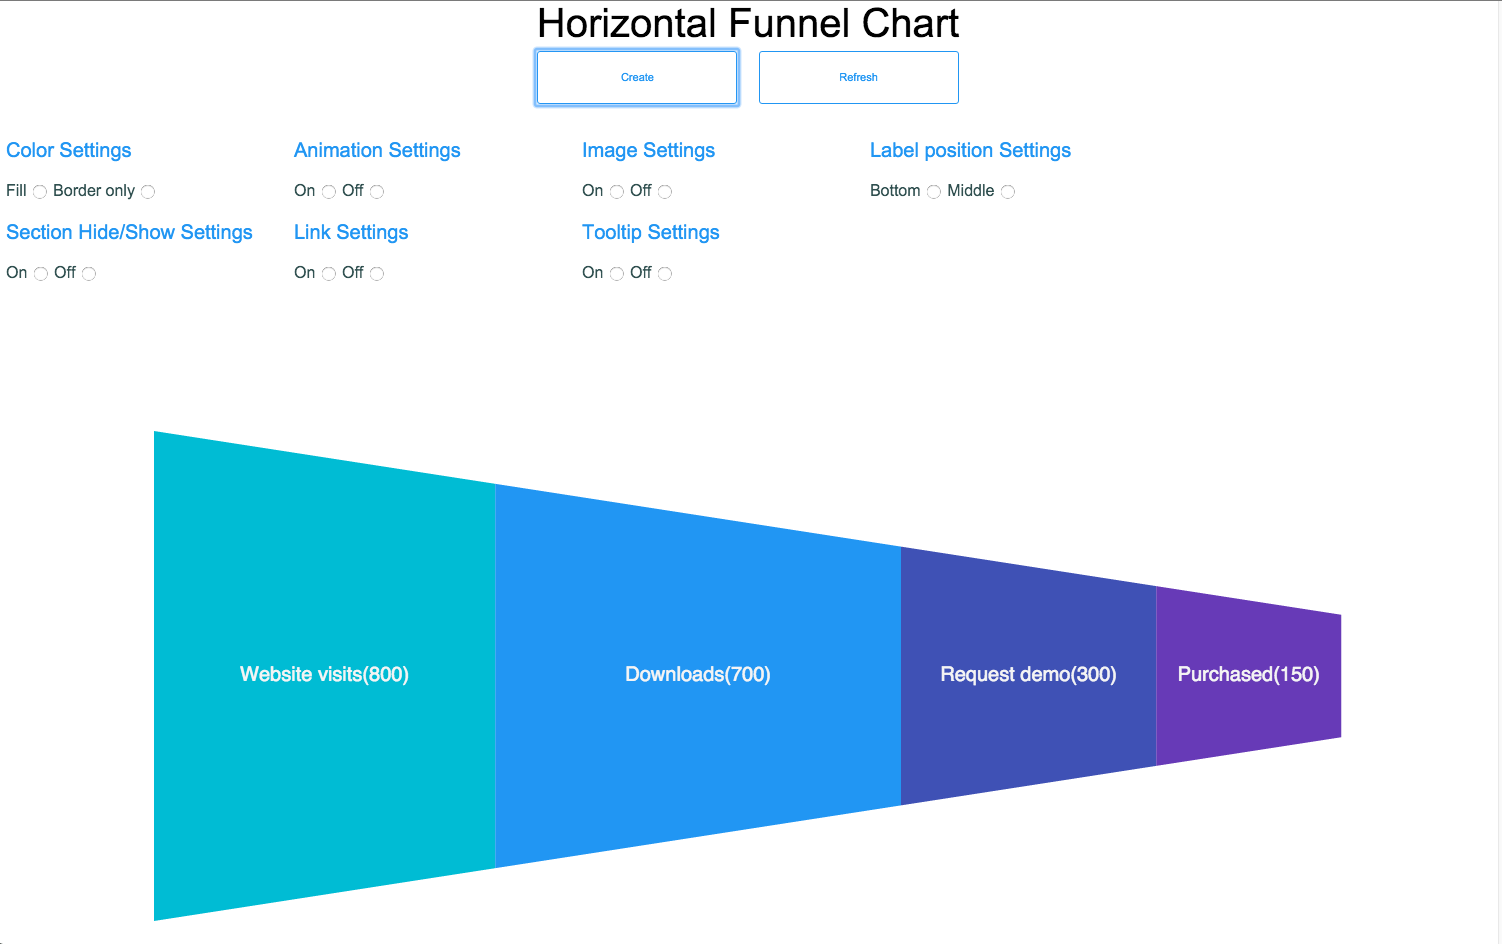 Horizontal Funnel Chart
Create Refresh
Color Settings Animation Settings Image Settings Label position Settings
Fill Border only On Off On Off Bottom Middle
Section Hide/Show Settings Link Settings Tooltip Settings
On Off On Off On Off
Website visits(800) Downloads(700) Request demo(300) Purchased(150)